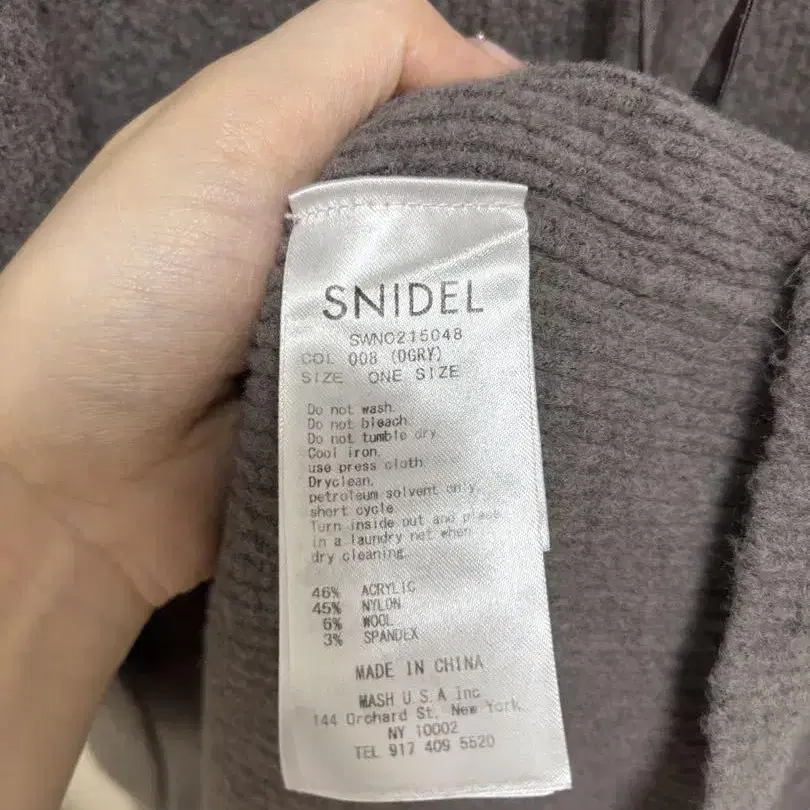 SNIDEL
SWNO215048
COL 008 (DGRY)
SIZE ONE SIZE
Do not wash.
Do not bleach.
Do not tumble dry.
Cool iron.
use press cloth.
Dryclean.
petroleum solvent only.
short cycle
Turn inside out and place
in a laundry net when
dry cleaning.
46% ACRYLIC
45% NYLON
6% WOOL
3% SPANDEX
MADE IN CHINA
MASH U.S.A Inc
144 Orchard St. New York,
NY 10002
TEL 917 409 5520